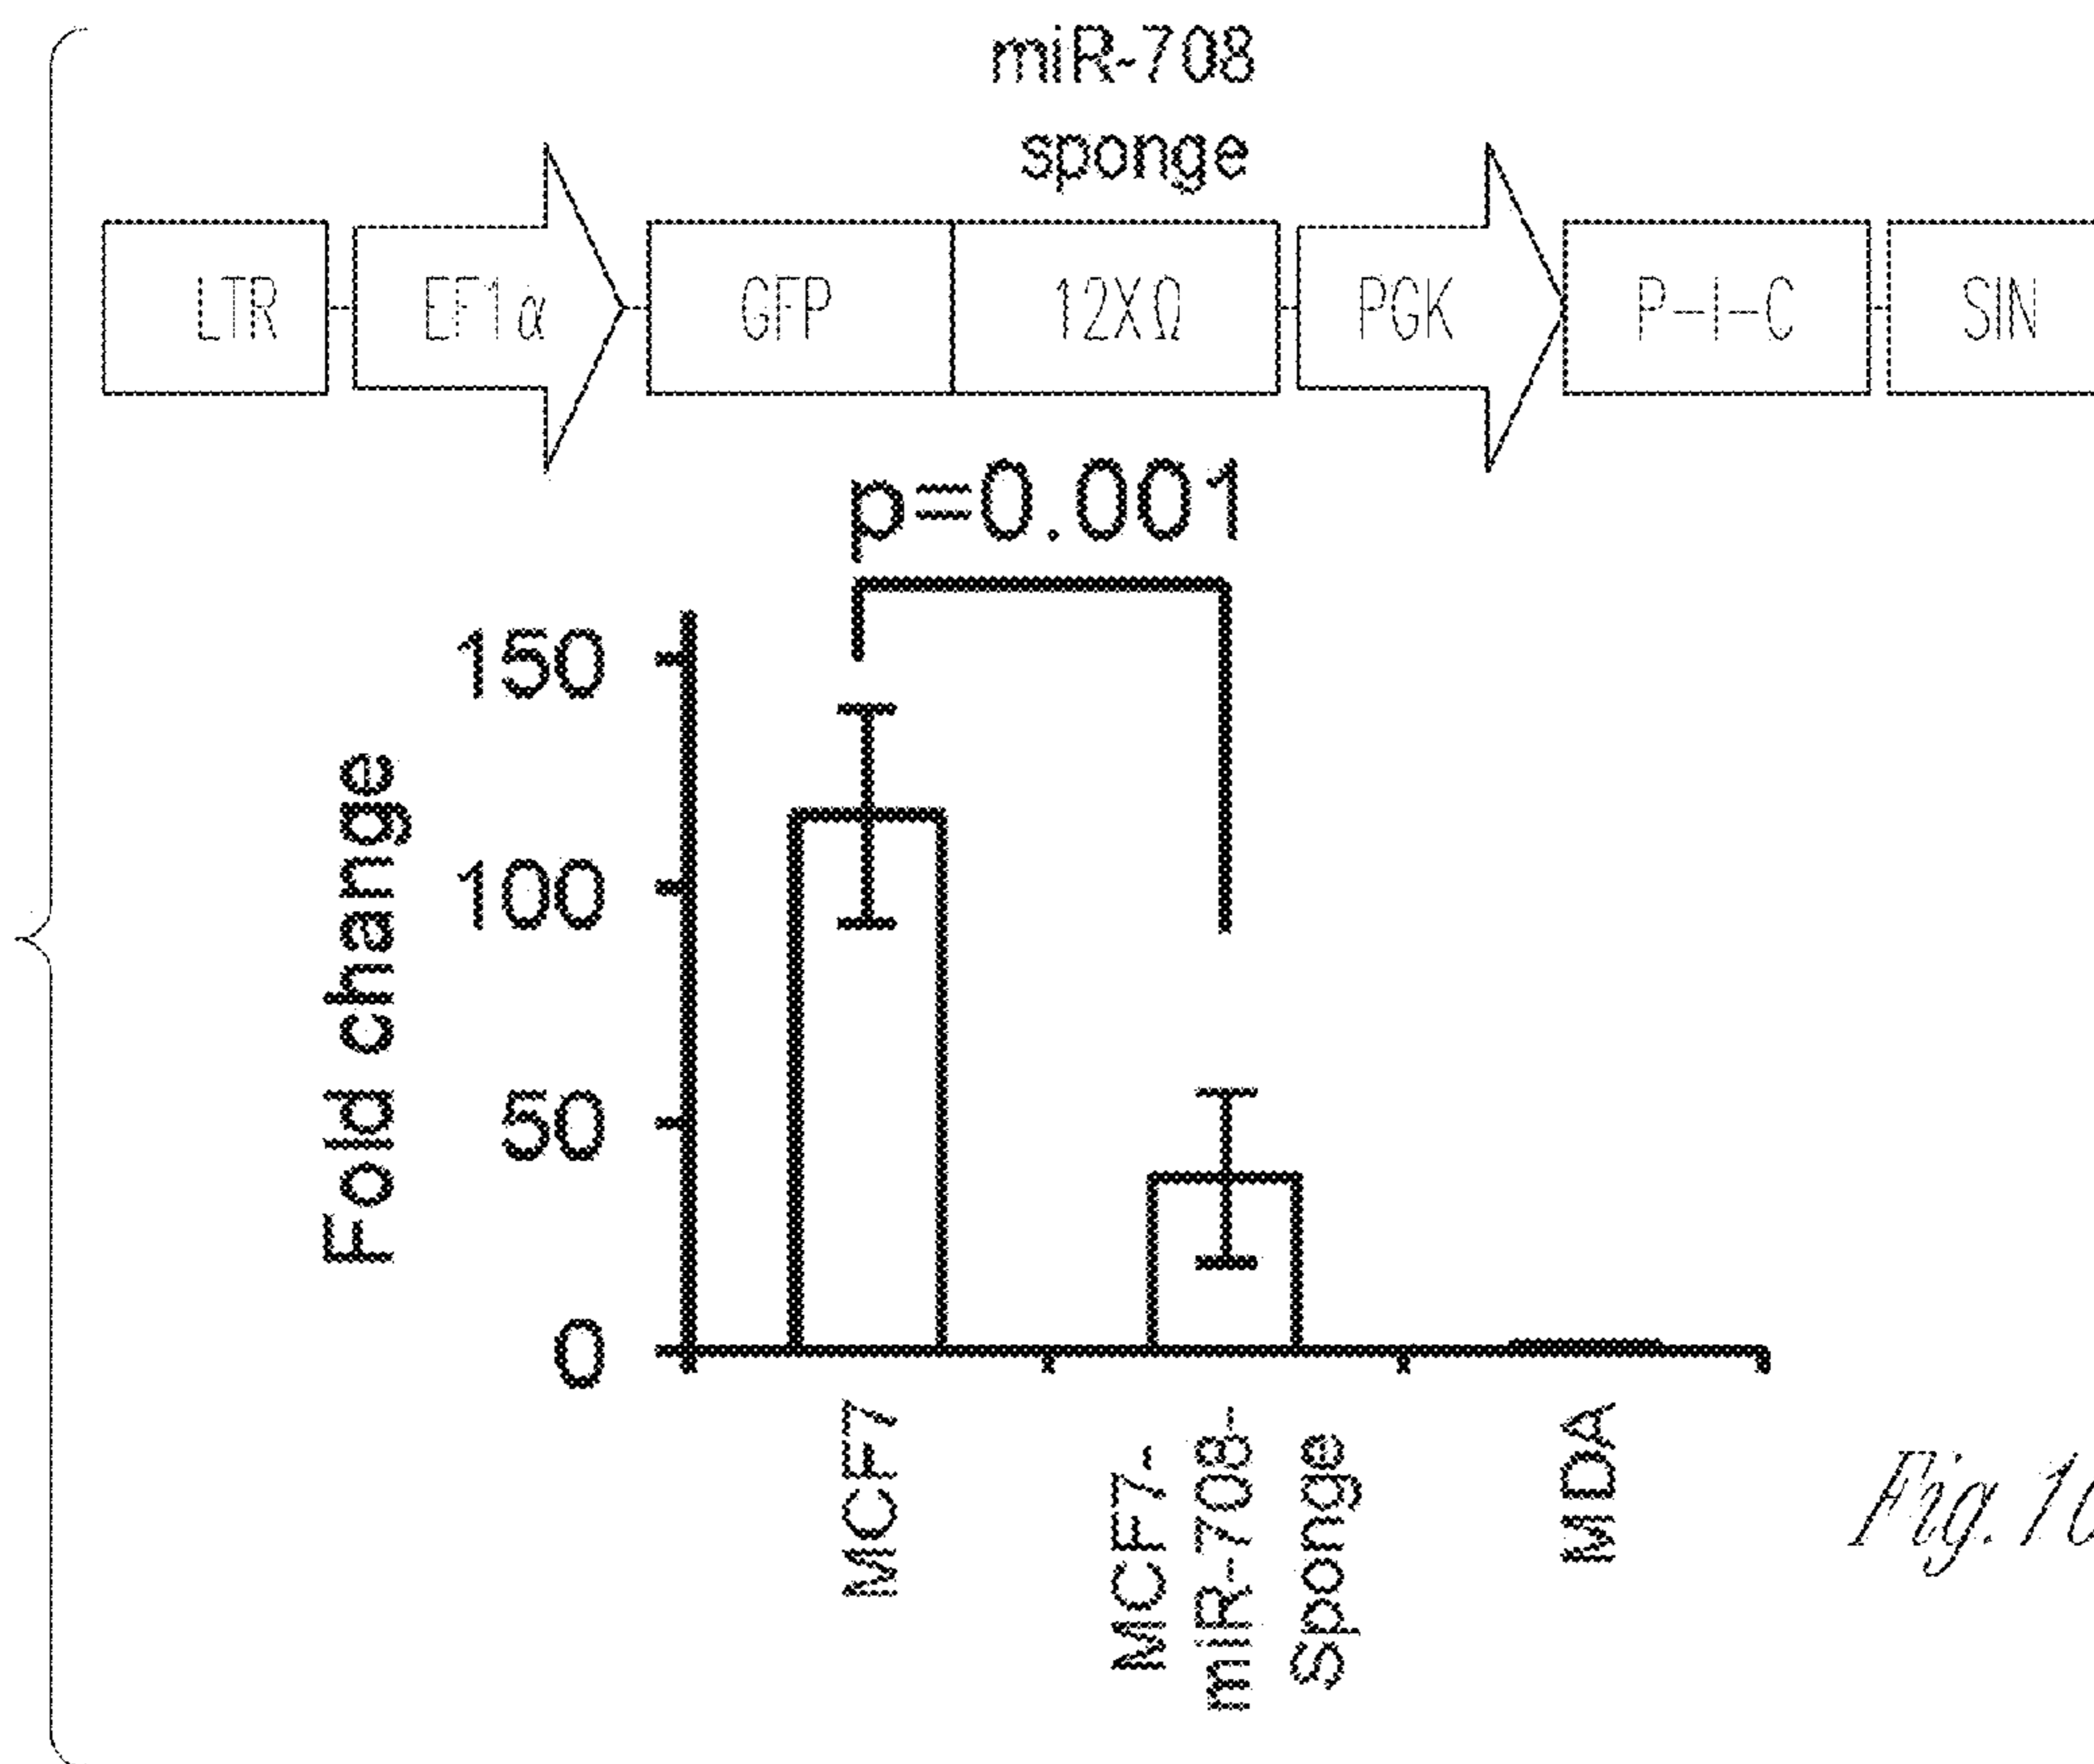 miR-708
sponge
LTR EF1α GFP 12XΩ PGK P-I-C SIN
p=0.001
150
100
50
0
Fold change
MCF7
MCF7-
miR-708-
Sponge
MDA